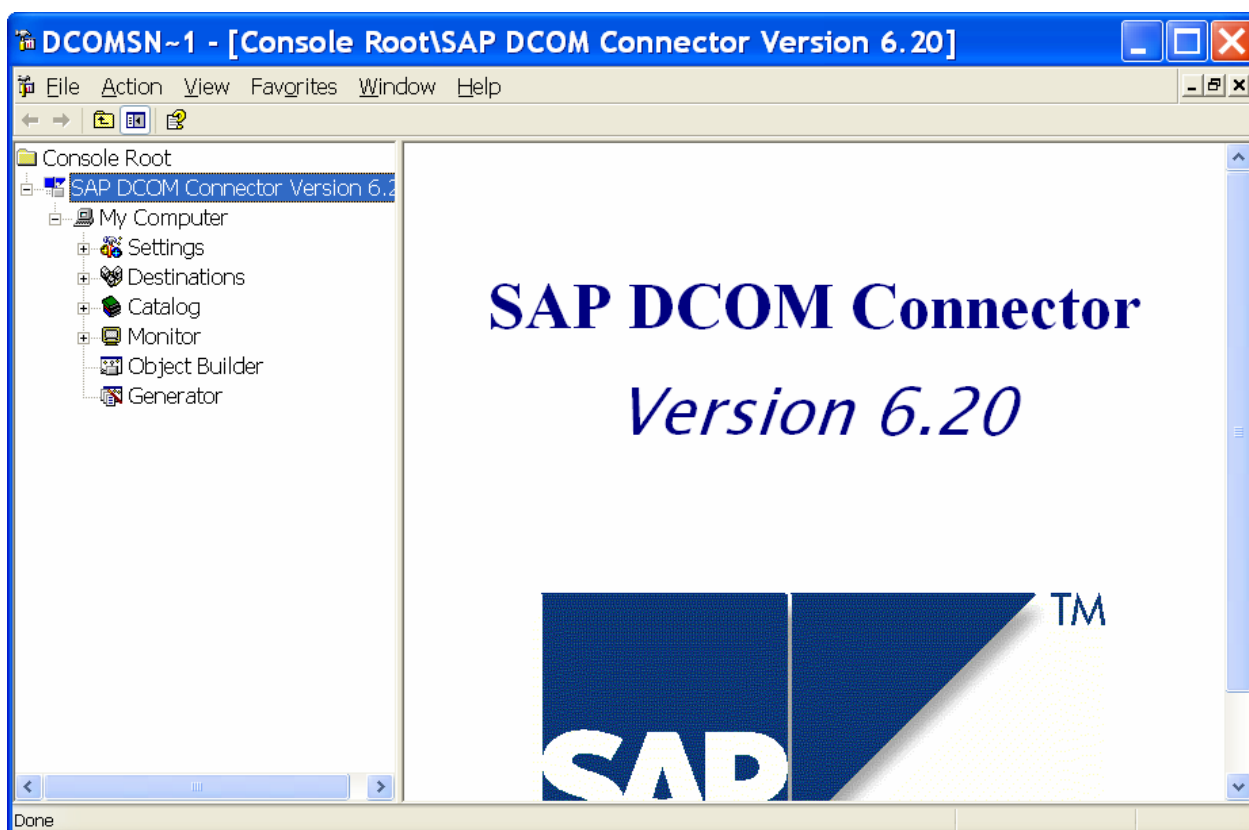 DCOMSN~1 - [Console Root\SAP DCOM Connector Version 6.20]
File Action View Favorites Window Help
Console Root
SAP DCOM Connector Version 6.2
My Computer
Settings
Destinations
Catalog
Monitor
Object Builder
Generator
SAP DCOM Connector
Version 6.20
TM
SAP
Done